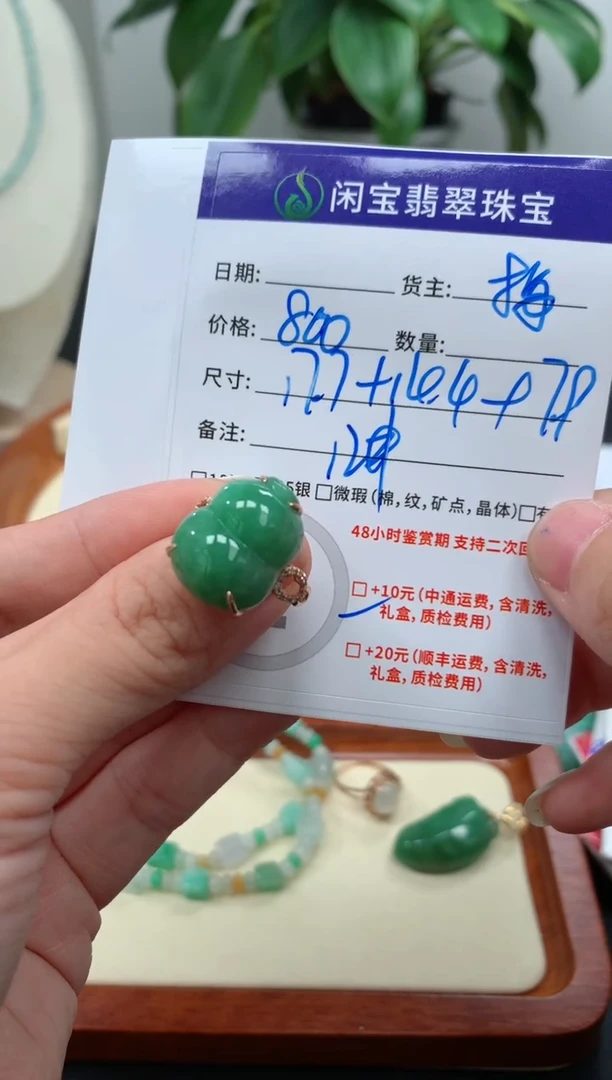 闲宝翡翠珠宝
日期: 货主: 梅
价格: 800 数量:
尺寸: 17.7+16.4+7.8
备注:
银 □微瑕(棉,纹,矿点,晶体)□
48小时鉴赏期 支持二次
□ +10元(中通运费,含清洗,
礼盒,质检费用)
□ +20元(顺丰运费,含清洗,
礼盒,质检费用)